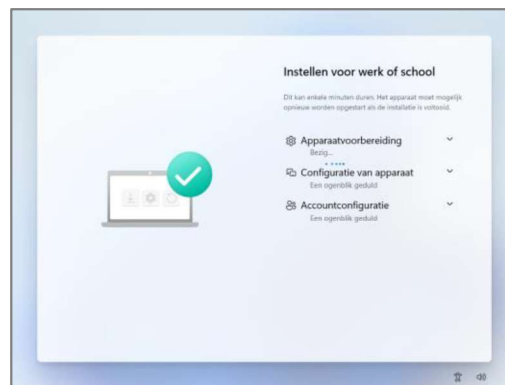 Instellen voor werk of school
Dit kan enkele minuten duren. Het apparaat moet mogelijk
opnieuw worden opgestart als de installatie is voltooid.
Apparaatvoorbereiding
Bezig...
Configuratie van apparaat
Een ogenblik geduld
Accountconfiguratie
Een ogenblik geduld